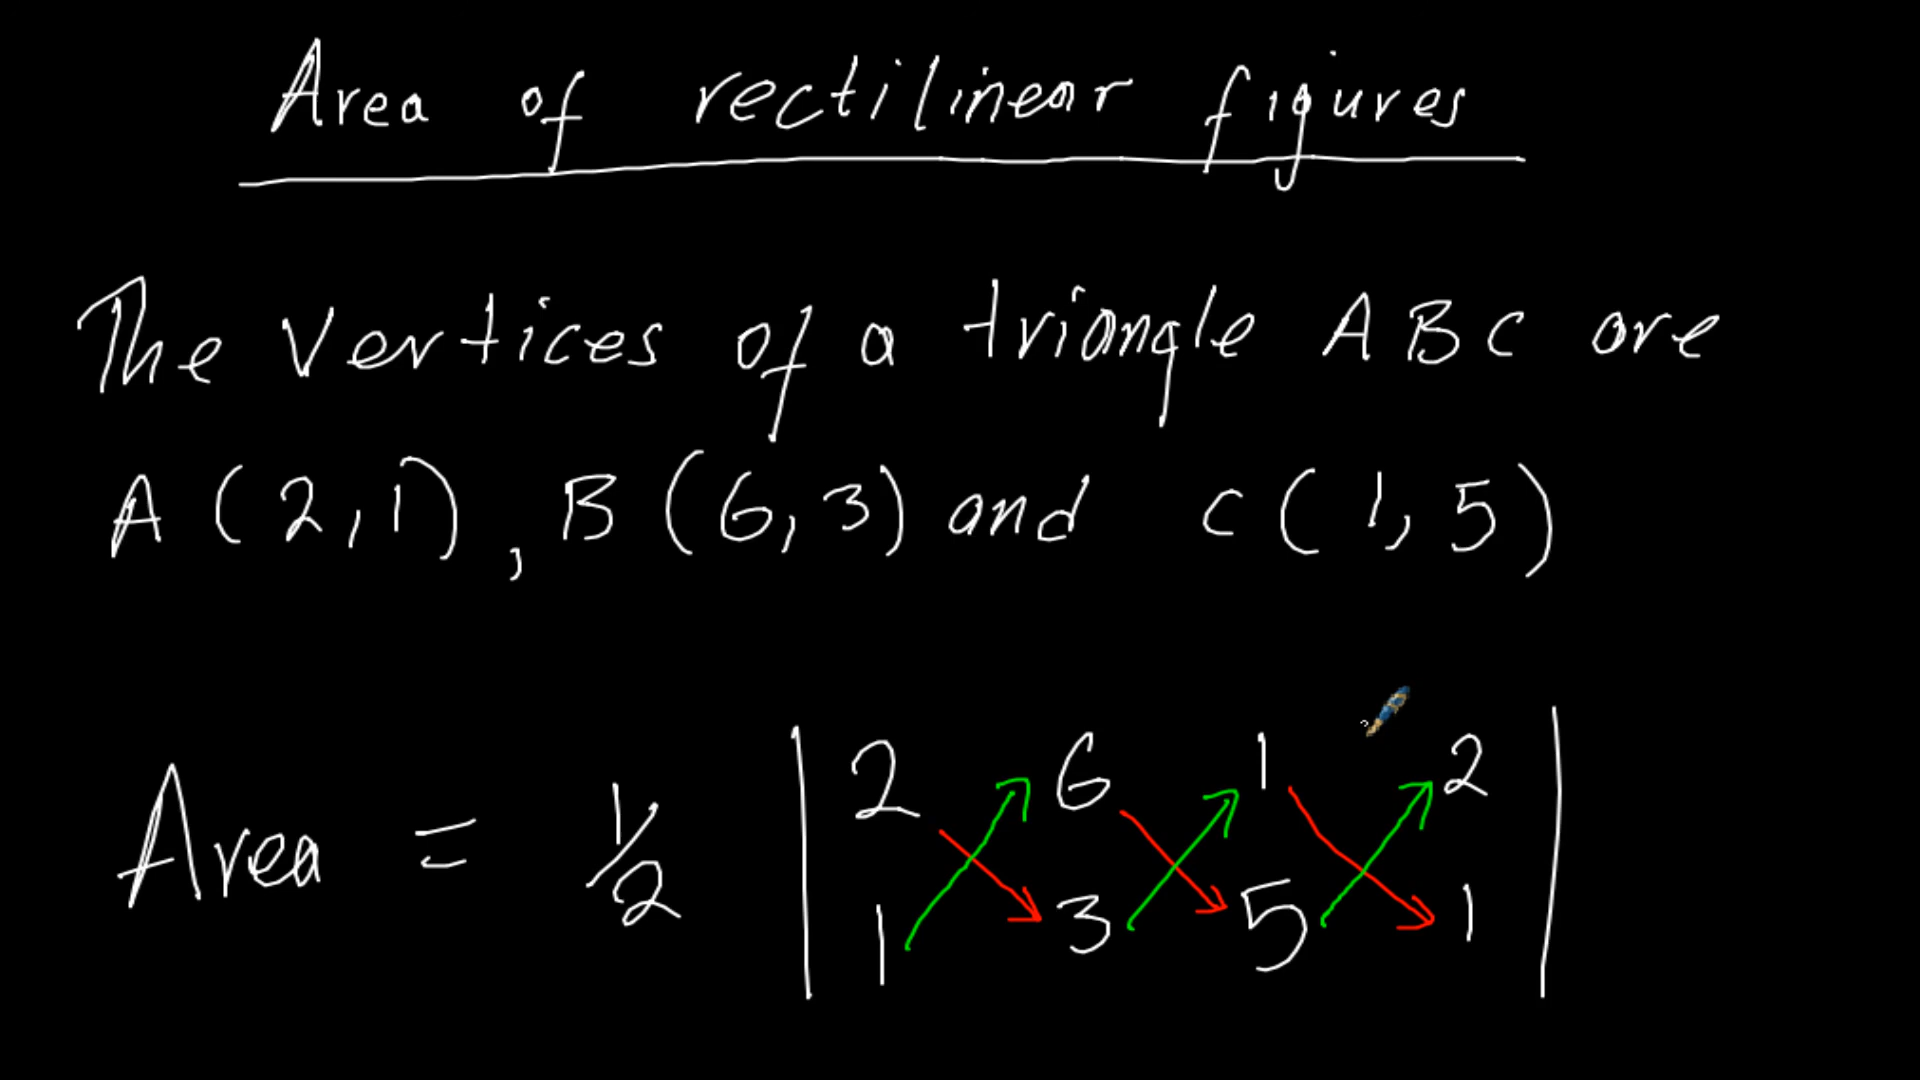 Area of rectilinear figures
The vertices of a triangle ABC are
A (2,1), B (6,3) and C (1,5)
Area = 1/2 | 2 6 1 2 |
1 3 5 1